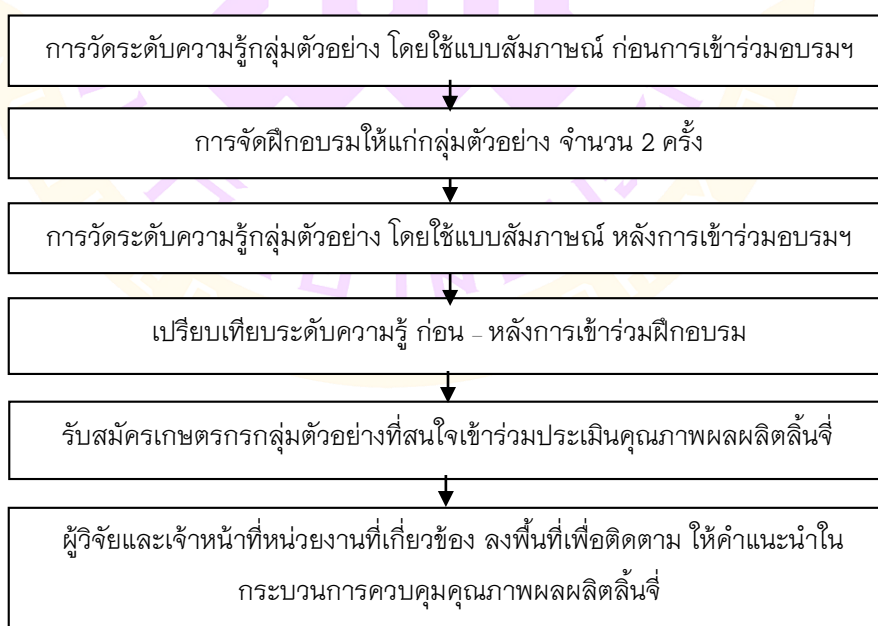 การวัดระดับความรู้กลุ่มตัวอย่าง โดยใช้แบบสัมภาษณ์ ก่อนการเข้าร่วมอบรมฯ
การจัดฝึกอบรมให้แก่กลุ่มตัวอย่าง จำนวน 2 ครั้ง
การวัดระดับความรู้กลุ่มตัวอย่าง โดยใช้แบบสัมภาษณ์ หลังการเข้าร่วมอบรมฯ
เปรียบเทียบระดับความรู้ ก่อน – หลังการเข้าร่วมฝึกอบรม
รับสมัครเกษตรกรกลุ่มตัวอย่างที่สนใจเข้าร่วมประเมินคุณภาพผลผลิตลิ้นจี่
ผู้วิจัยและเจ้าหน้าที่หน่วยงานที่เกี่ยวข้อง ลงพื้นที่เพื่อติดตาม ให้คำแนะนำใน
กระบวนการควบคุมคุณภาพผลผลิตลิ้นจี่